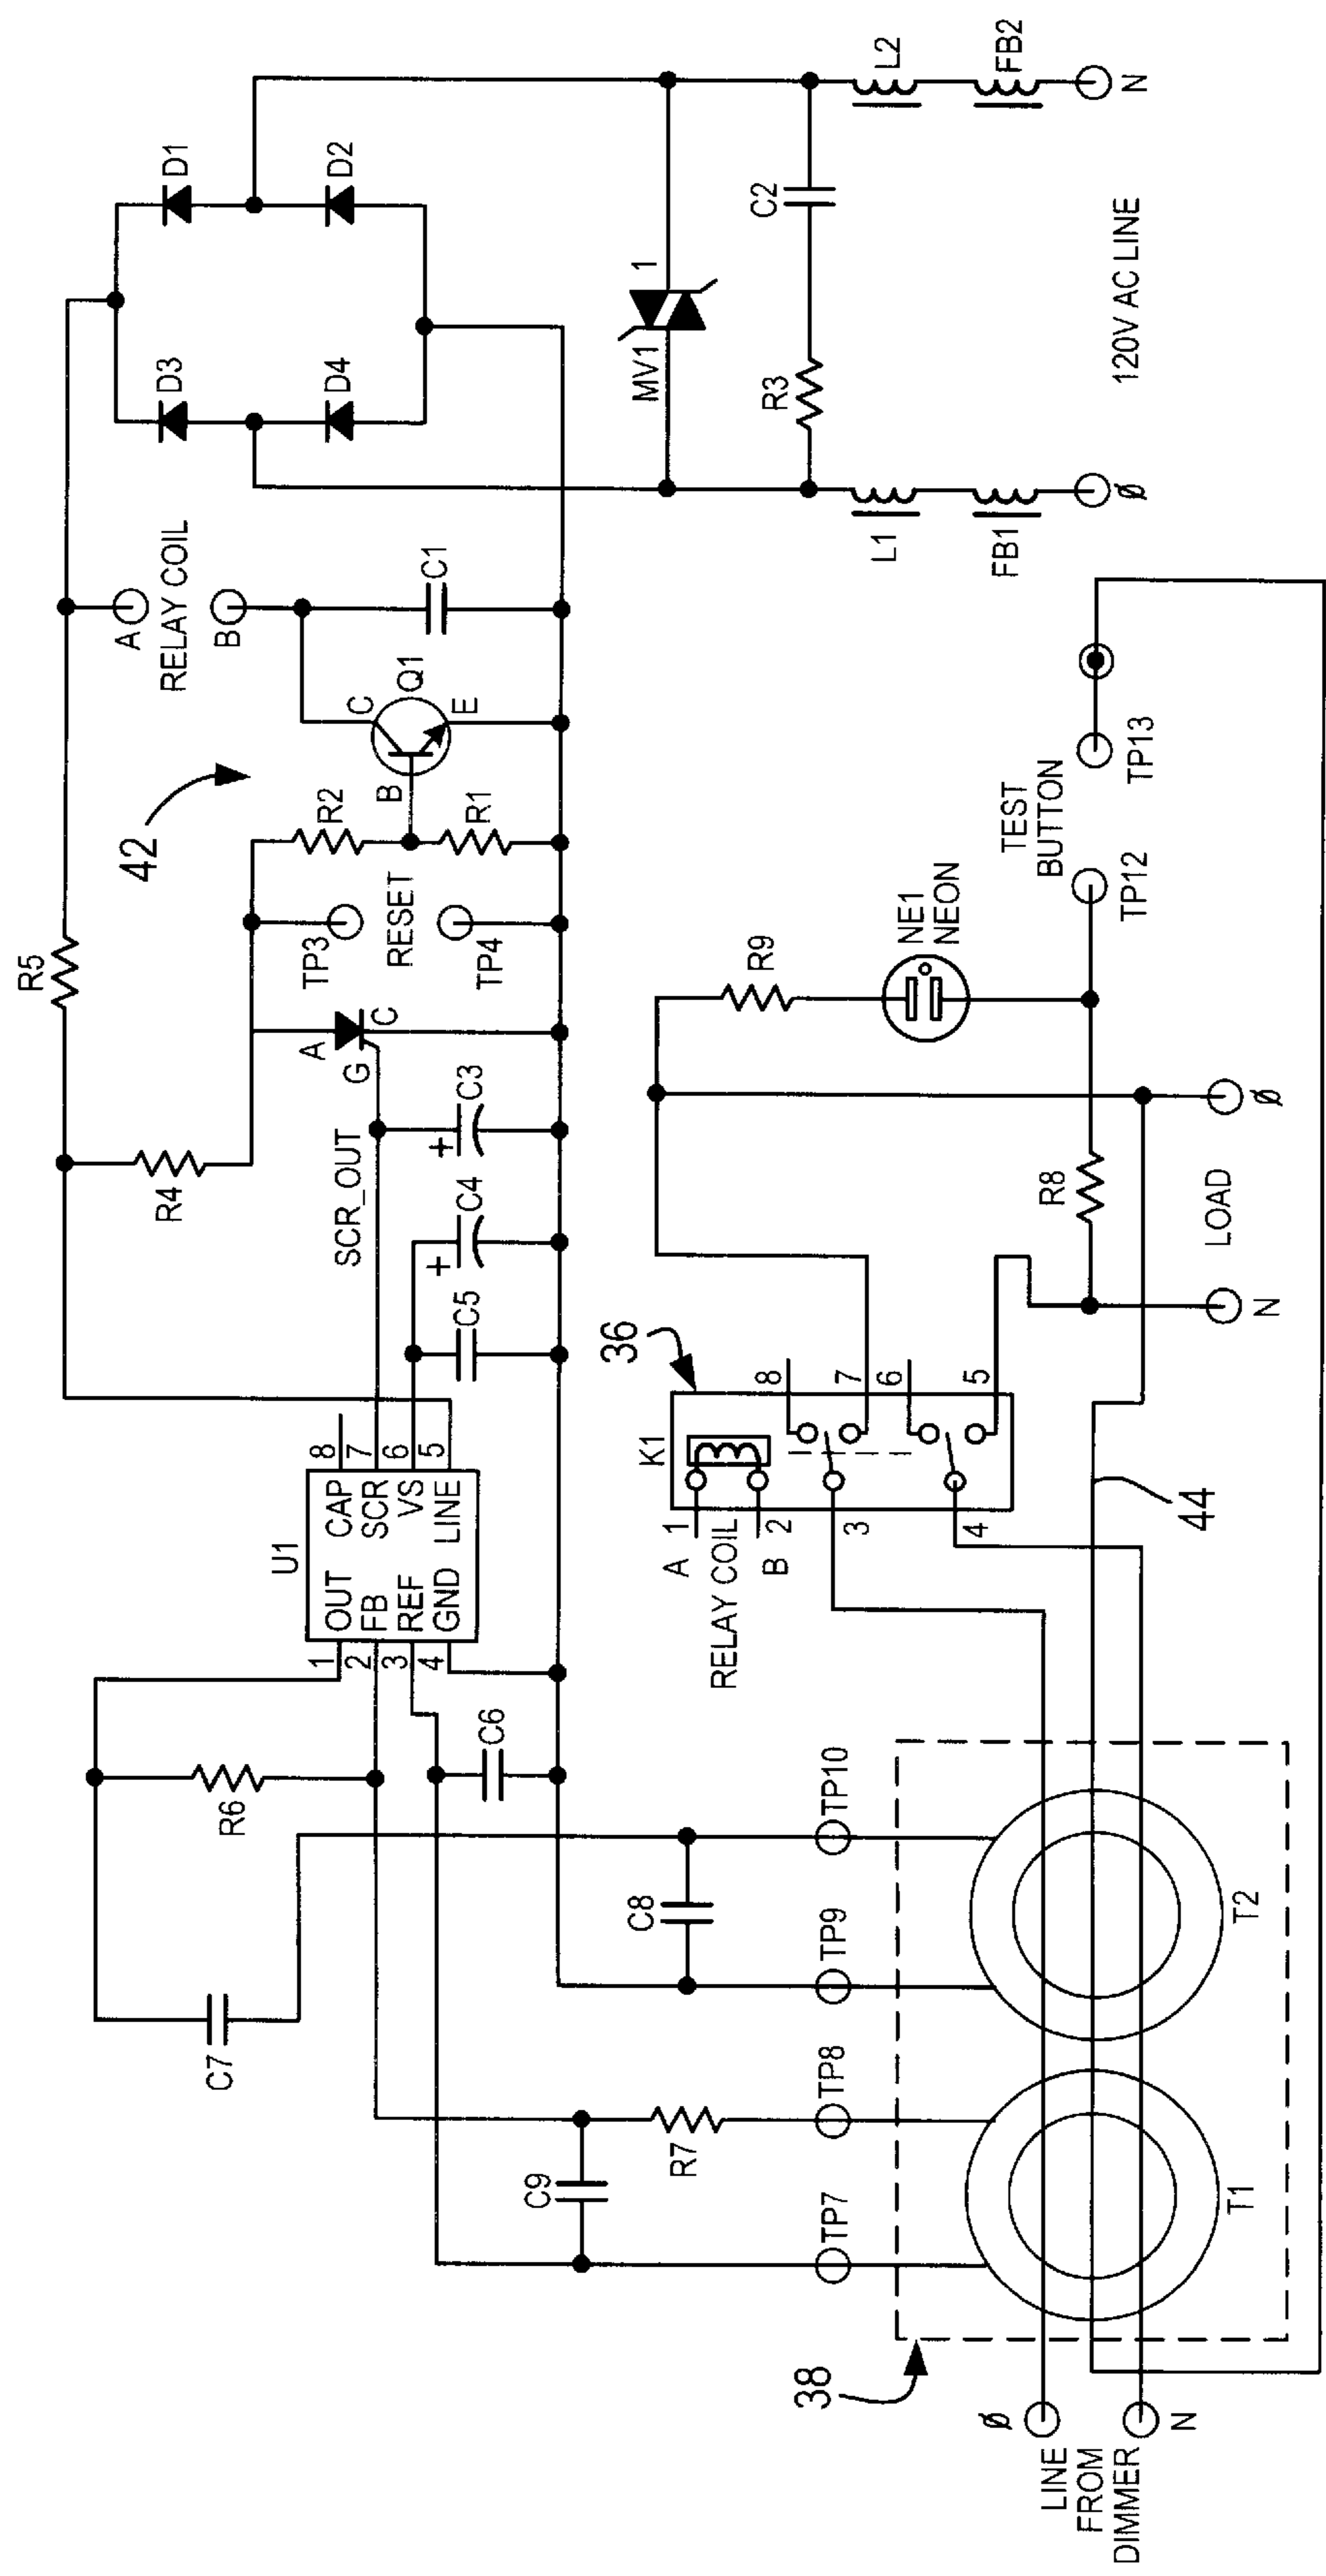 42
R5
A
RELAY COIL
B
D3
D1
D4
D2
R4
SCR_OUT
A
G
C
TP3
RESET
TP4
R2
B
R1
C
Q1
E
C1
C7
R6
U1
1 OUT
2 FB
3 REF
4 GND
CAP 8
SCR 7
VS 6
LINE 5
C6
C5
+
C4
+
C3
MV1
1
R3
C2
L1
FB1
Ø
L2
FB2
N
120V AC LINE
C9
R7
C8
TP7
TP8
TP9
TP10
38
T1
T2
Ø
LINE
FROM
DIMMER
N
36
K1
A 1
RELAY COIL
B 2
3
4
8
7
6
5
44
R9
NE1
NEON
R8
N
LOAD
Ø
TEST
BUTTON
TP12
TP13